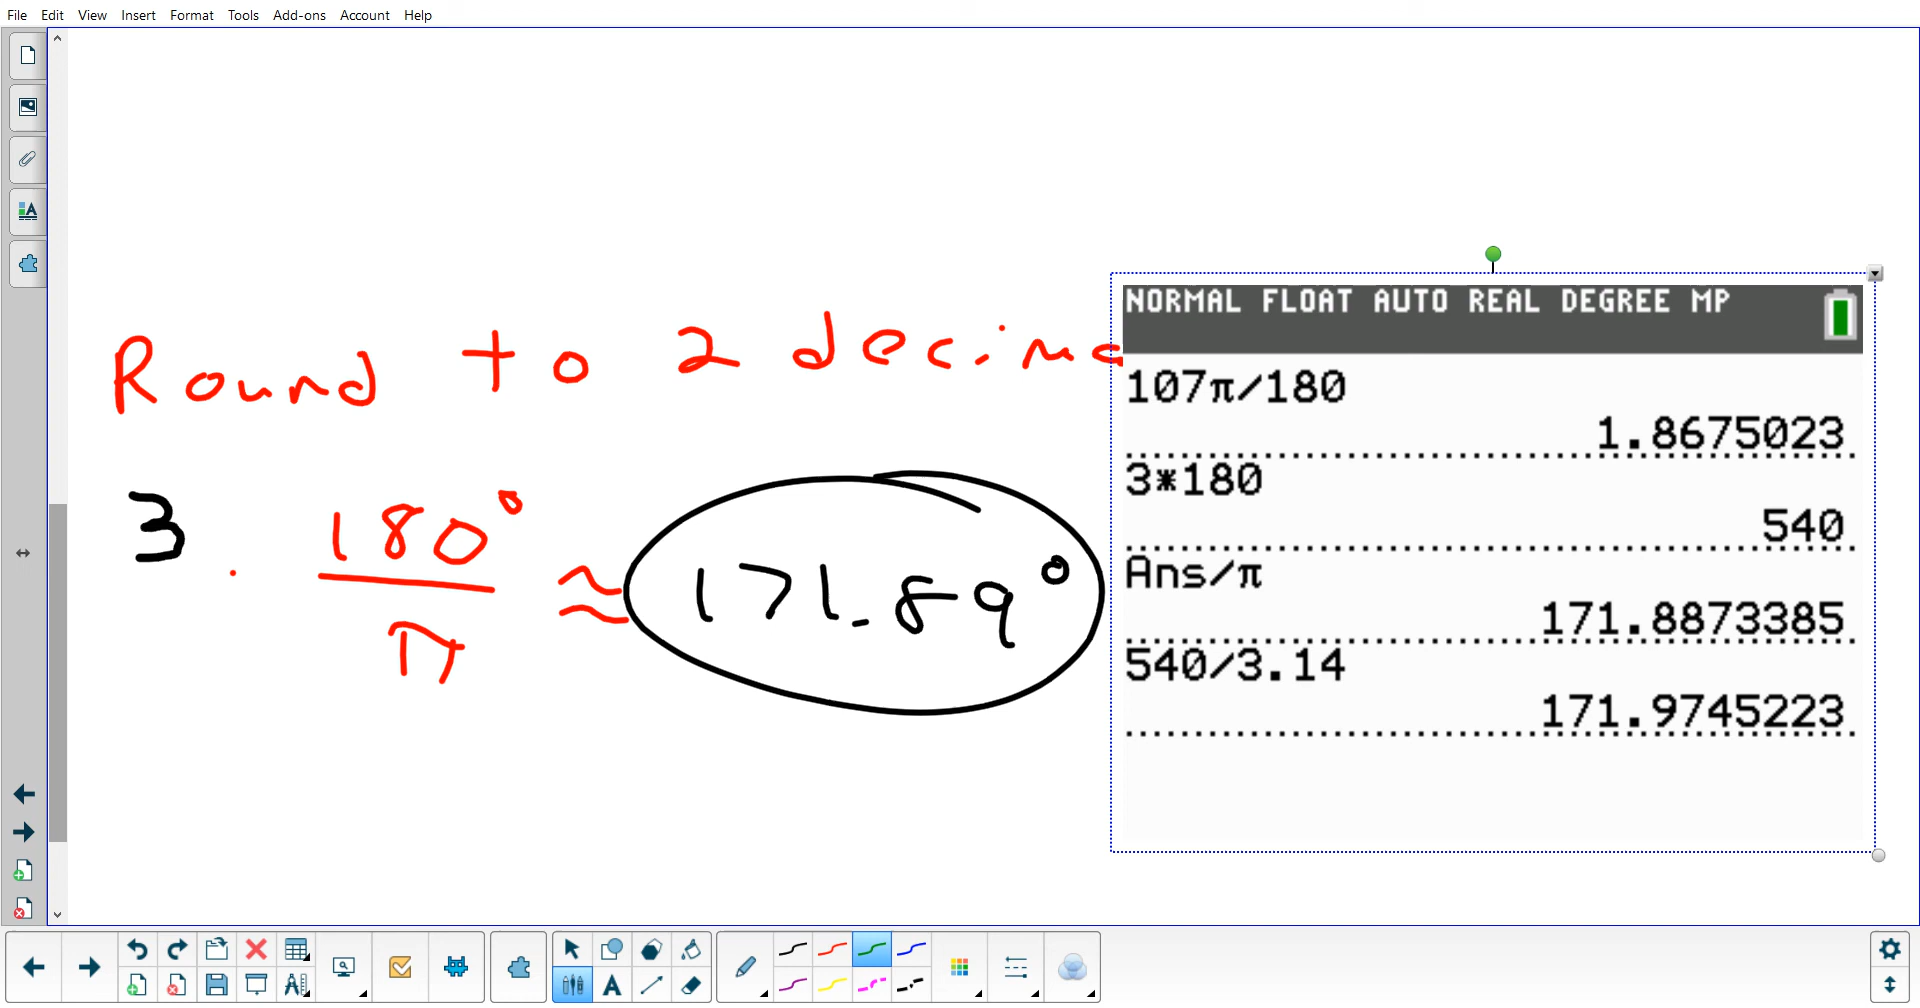 File Edit View Insert Format Tools Add-ons Account Help
Round to 2 decima
3 . 180° / π ≈ 171.89°
NORMAL FLOAT AUTO REAL DEGREE MP
107π/180
1.8675023
3*180
540
Ans/π
171.8873385
540/3.14
171.9745223